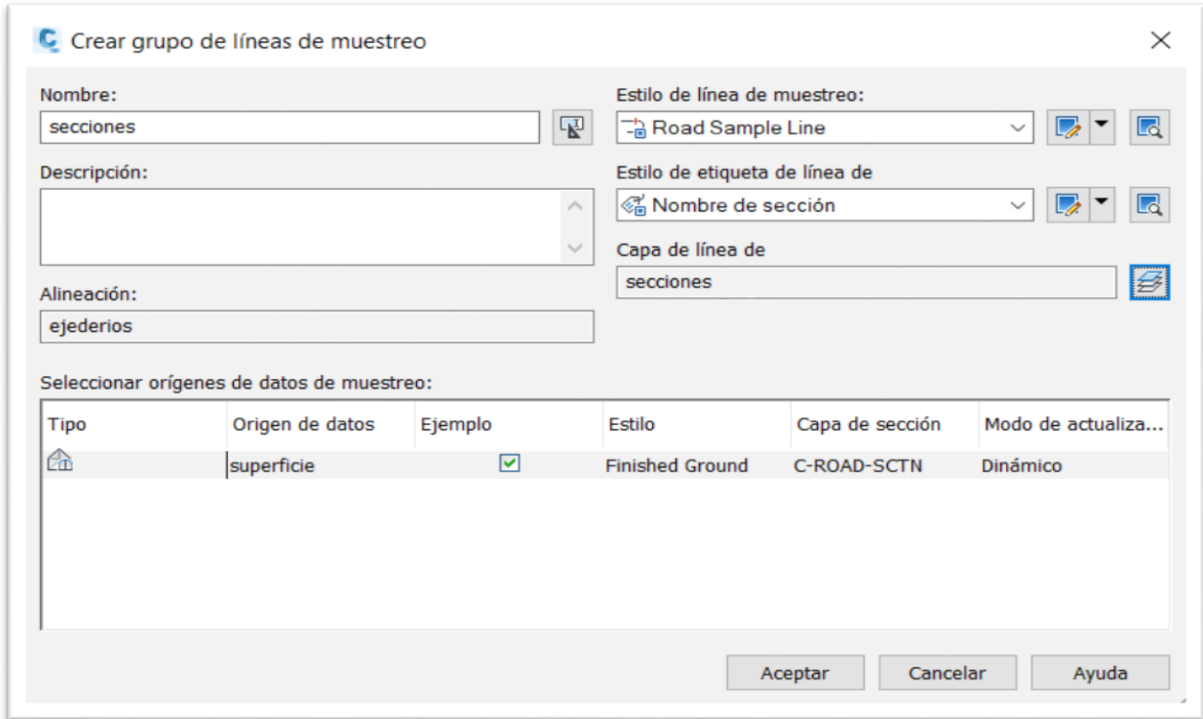 Crear grupo de líneas de muestreo
Nombre:
secciones
Descripción:
Alineación:
ejederios
Estilo de línea de muestreo:
Road Sample Line
Estilo de etiqueta de línea de
Nombre de sección
Capa de línea de
secciones
Seleccionar orígenes de datos de muestreo:
Tipo Origen de datos Ejemplo Estilo Capa de sección Modo de actualiza...
superficie Finished Ground C-ROAD-SCTN Dinámico
Aceptar Cancelar Ayuda